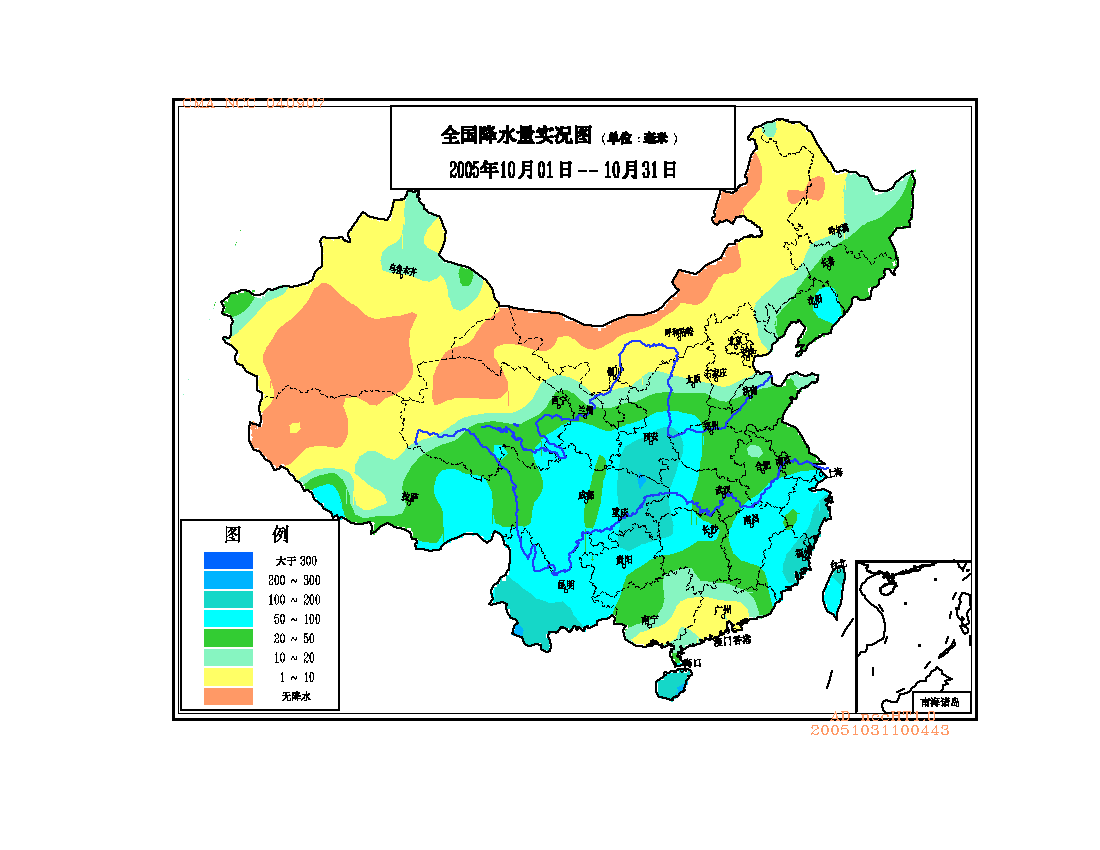 CMA NCC 040902
全国降水量实况图（单位：毫米）
2005年10月01日 -- 10月31日
哈尔滨
长春
乌鲁木齐
沈阳
呼和浩特
北京
天津
银川
太原
石家庄
济南
西宁
兰州
郑州
西安
合肥
南京
上海
拉萨
成都
武汉
重庆
南昌
长沙
贵阳
福州
台北
昆明
广州
南宁
澳门香港
海口
图 例
大于 300
200 ~ 300
100 ~ 200
50 ~ 100
20 ~ 50
10 ~ 20
1 ~ 10
无降水
南海诸岛
20051031100443